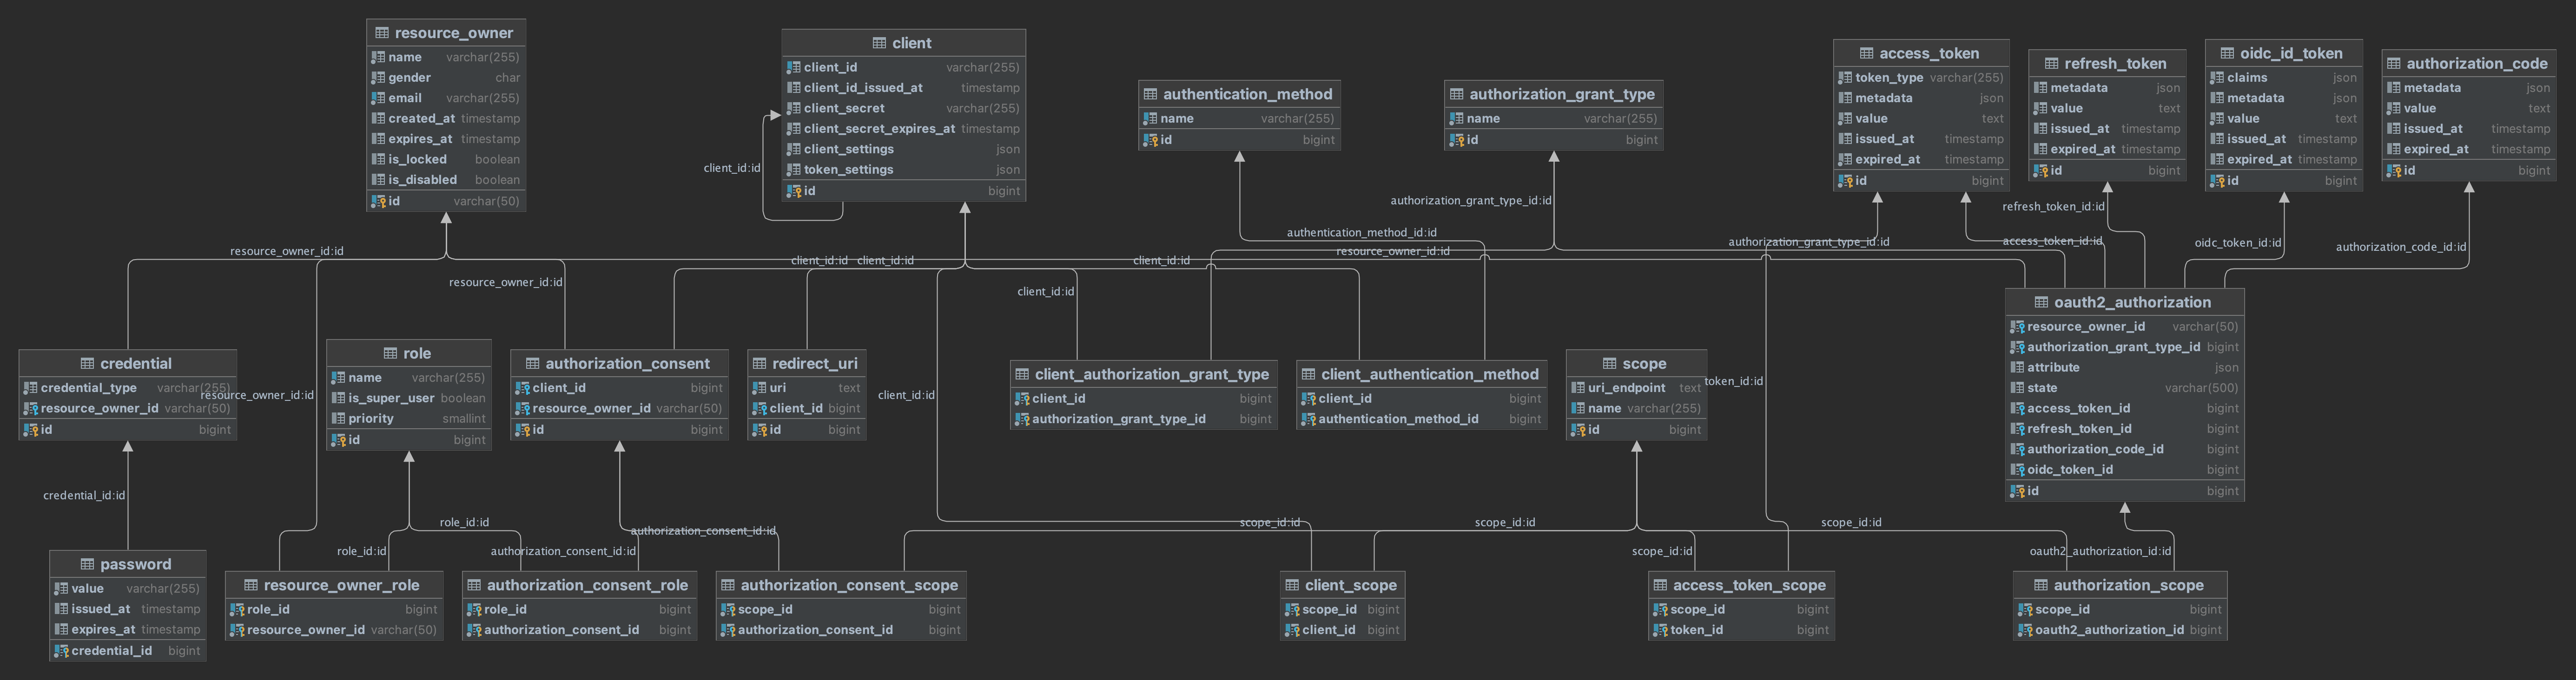 resource_owner
name varchar(255)
gender char
email varchar(255)
created_at timestamp
expires_at timestamp
is_locked boolean
is_disabled boolean
id varchar(50)
client
client_id varchar(255)
client_id_issued_at timestamp
client_secret varchar(255)
client_secret_expires_at timestamp
client_settings json
token_settings json
id bigint
client_id:id
authentication_method
name varchar(255)
id bigint
authorization_grant_type
name varchar(255)
id bigint
access_token
token_type varchar(255)
metadata json
value text
issued_at timestamp
expired_at timestamp
id bigint
refresh_token
metadata json
value text
issued_at timestamp
expired_at timestamp
id bigint
oidc_id_token
claims json
metadata json
value text
issued_at timestamp
expired_at timestamp
id bigint
authorization_code
metadata json
value text
issued_at timestamp
expired_at timestamp
id bigint
authorization_grant_type_id:id
refresh_token_id:id
authentication_method_id:id
authorization_grant_type_id:id
access_token_id:id
oidc_token_id:id
authorization_code_id:id
resource_owner_id:id
resource_owner_id:id
client_id:id
client_id:id
client_id:id
resource_owner_id:id
client_id:id
oauth2_authorization
resource_owner_id varchar(50)
authorization_grant_type_id bigint
attribute json
state varchar(500)
access_token_id bigint
refresh_token_id bigint
authorization_code_id bigint
oidc_token_id bigint
id bigint
credential
credential_type varchar(255)
resource_owner_id varchar(50)
id bigint
resource_owner_id:id
role
name varchar(255)
is_super_user boolean
priority smallint
id bigint
authorization_consent
client_id bigint
resource_owner_id varchar(50)
id bigint
redirect_uri
uri text
client_id bigint
id bigint
client_id:id
client_authorization_grant_type
client_id bigint
authorization_grant_type_id bigint
client_authentication_method
client_id bigint
authentication_method_id bigint
scope
uri_endpoint text
name varchar(255)
id bigint
token_id:id
credential_id:id
role_id:id
authorization_consent_id:id
scope_id:id
scope_id:id
scope_id:id
role_id:id
authorization_consent_id:id
scope_id:id
oauth2_authorization_id:id
password
value varchar(255)
issued_at timestamp
expires_at timestamp
credential_id bigint
resource_owner_role
role_id bigint
resource_owner_id varchar(50)
authorization_consent_role
role_id bigint
authorization_consent_id bigint
authorization_consent_scope
scope_id bigint
authorization_consent_id bigint
client_scope
scope_id bigint
client_id bigint
access_token_scope
scope_id bigint
token_id bigint
authorization_scope
scope_id bigint
oauth2_authorization_id bigint